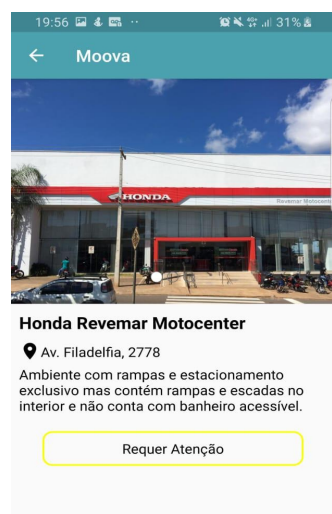 19:56
31%
Moova
HONDA
Revemar Motocenter
Honda Revemar Motocenter
Av. Filadelfia, 2778
Ambiente com rampas e estacionamento
exclusivo mas contém rampas e escadas no
interior e não conta com banheiro acessível.
Requer Atenção